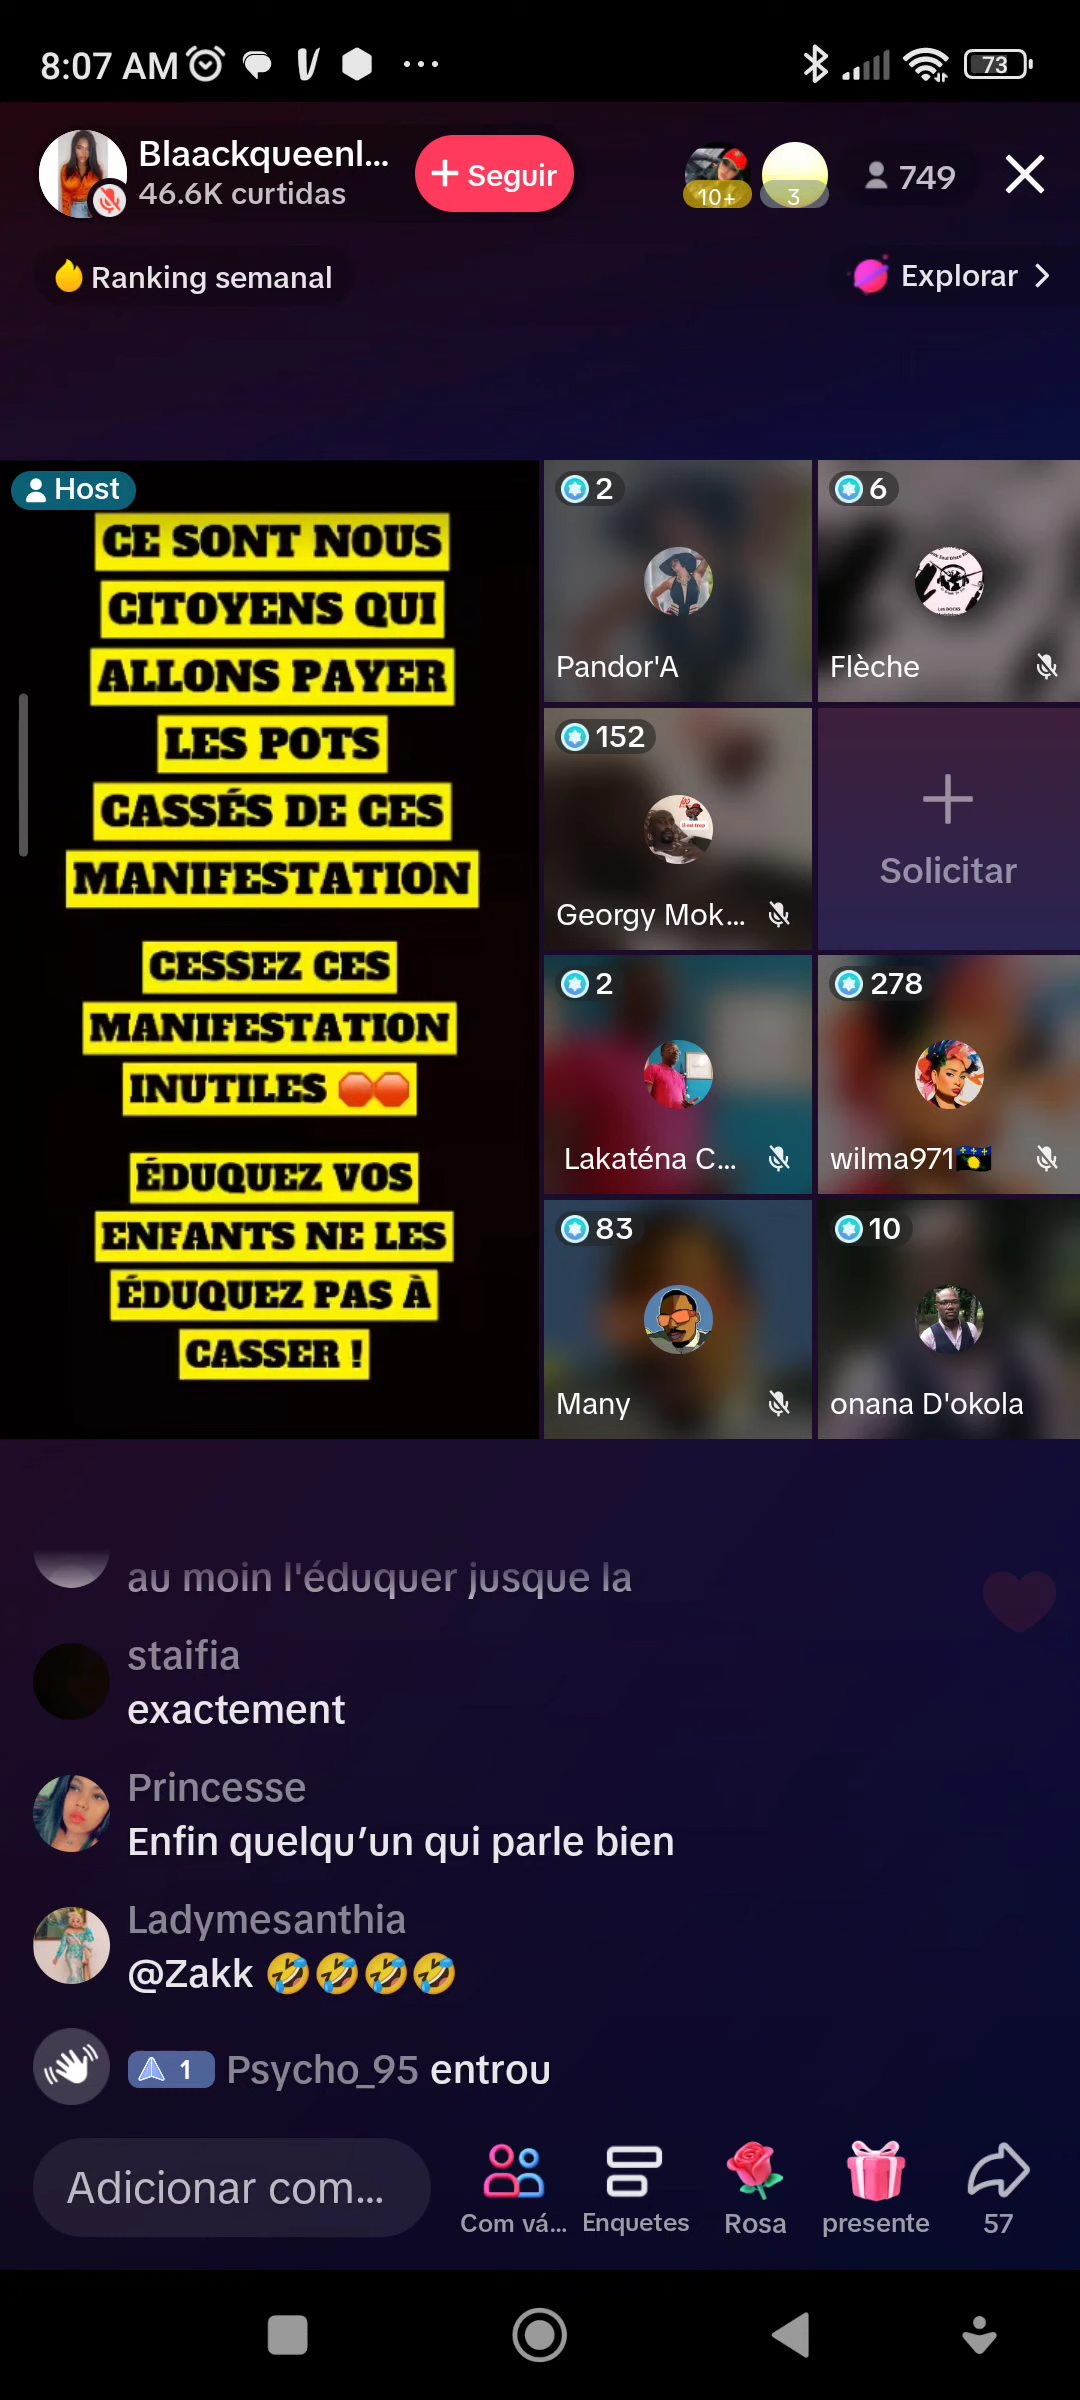 8:07 AM
73
Blaackqueenl...
46.6K curtidas
+ Seguir
10+
3
749
Ranking semanal
Explorar >
Host
CE SONT NOUS
CITOYENS QUI
ALLONS PAYER
LES POTS
CASSÉS DE CES
MANIFESTATION
CESSEZ CES
MANIFESTATION
INUTILES 🛑🛑
ÉDUQUEZ VOS
ENFANTS NE LES
ÉDUQUEZ PAS À
CASSER !
2
Pandor'A
6
Flèche
152
Georgy Mok...
Solicitar
2
Lakaténa C...
278
wilma971
83
Many
10
onana D'okola
au moin l'éduquer jusque la
staifia
exactement
Princesse
Enfin quelqu’un qui parle bien
Ladymesanthia
@Zakk 🤣🤣🤣🤣
1 Psycho_95 entrou
Adicionar com...
Com vá...
Enquetes
Rosa
presente
57